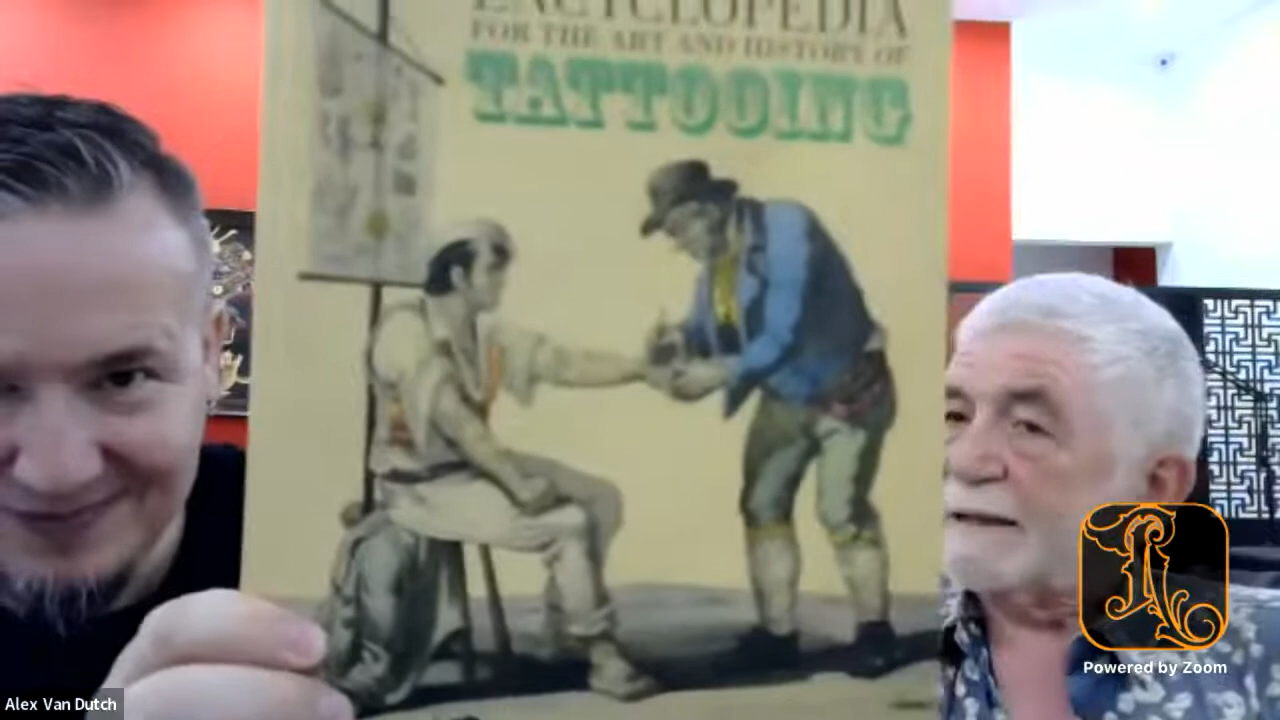 ENCYCLOPEDIA
FOR THE ART AND HISTORY OF
TATTOOING
Powered by Zoom
Alex Van Dutch